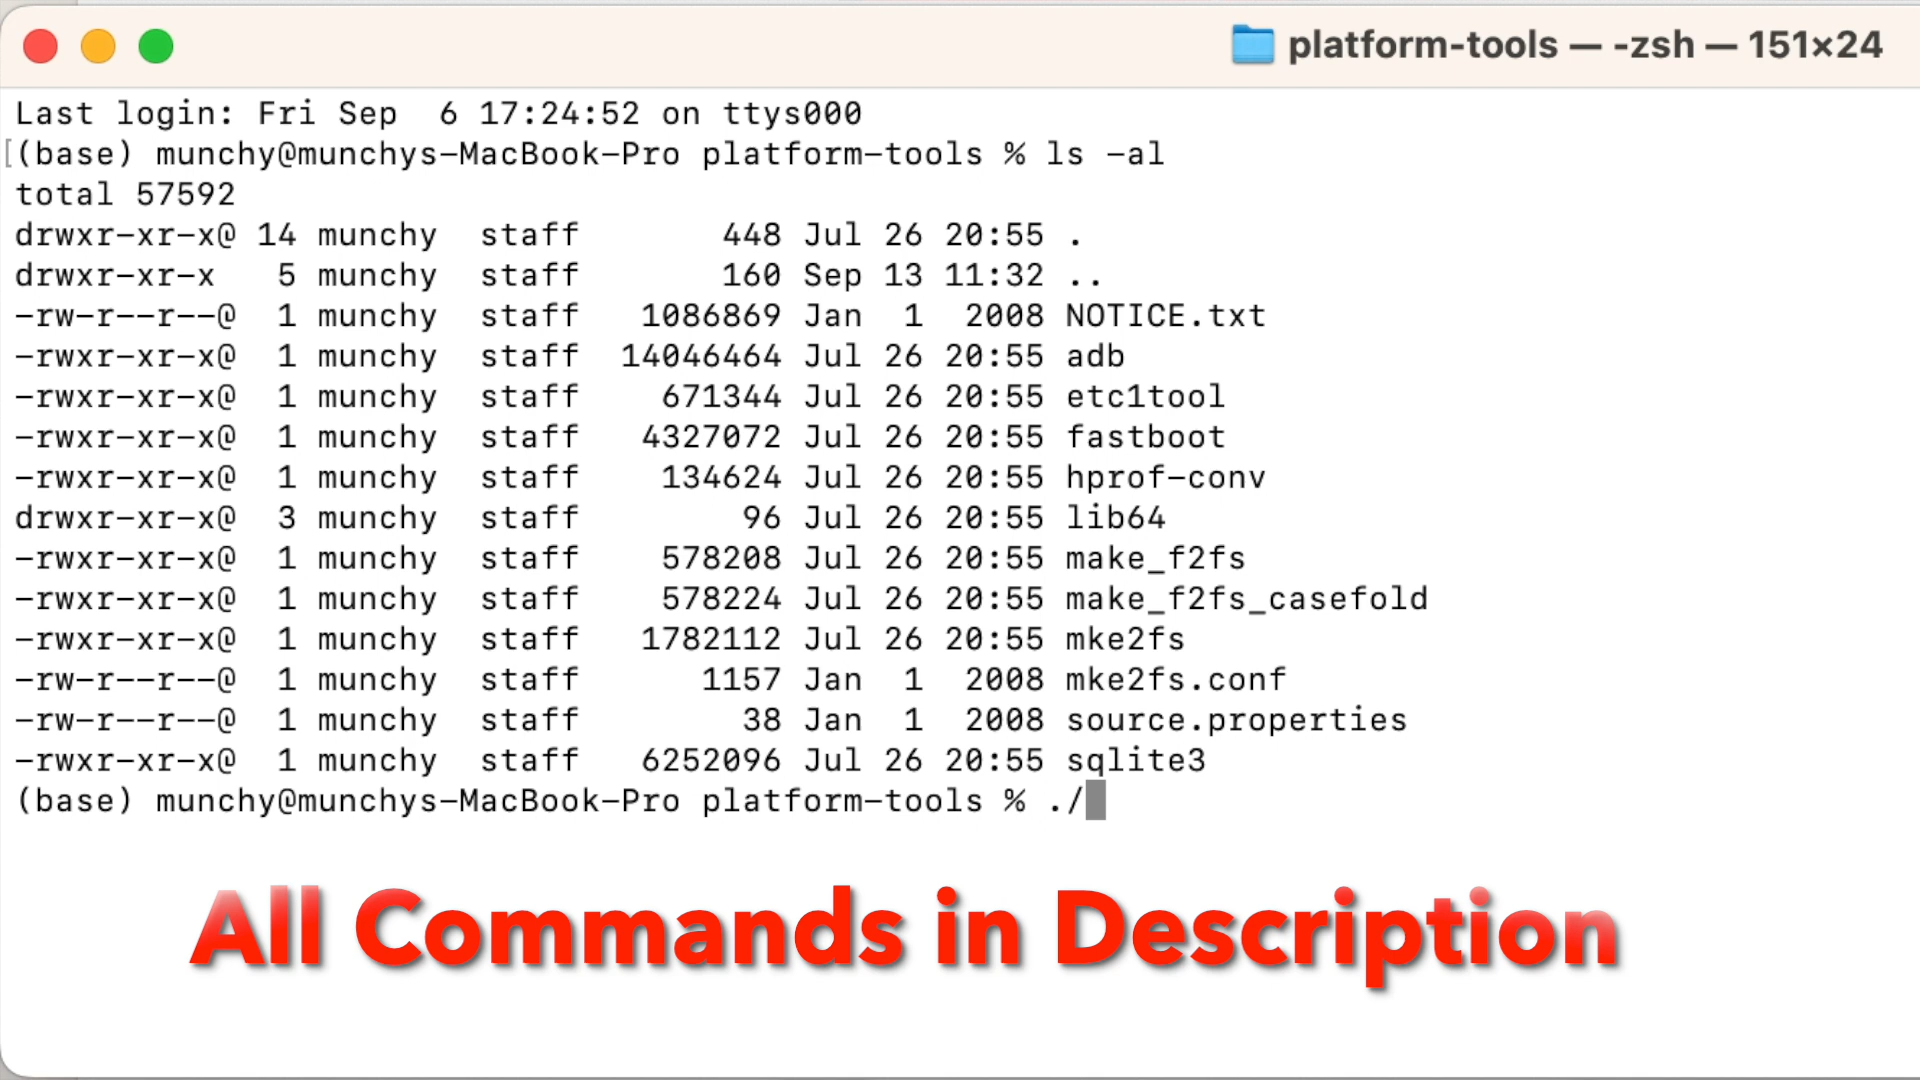 platform-tools — -zsh — 151×24
Last login: Fri Sep  6 17:24:52 on ttys000
[(base) munchy@munchys-MacBook-Pro platform-tools % ls -al
total 57592
drwxr-xr-x@ 14 munchy  staff       448 Jul 26 20:55 .
drwxr-xr-x   5 munchy  staff       160 Sep 13 11:32 ..
-rw-r--r--@  1 munchy  staff   1086869 Jan  1  2008 NOTICE.txt
-rwxr-xr-x@  1 munchy  staff  14046464 Jul 26 20:55 adb
-rwxr-xr-x@  1 munchy  staff    671344 Jul 26 20:55 etc1tool
-rwxr-xr-x@  1 munchy  staff   4327072 Jul 26 20:55 fastboot
-rwxr-xr-x@  1 munchy  staff    134624 Jul 26 20:55 hprof-conv
drwxr-xr-x@  3 munchy  staff        96 Jul 26 20:55 lib64
-rwxr-xr-x@  1 munchy  staff    578208 Jul 26 20:55 make_f2fs
-rwxr-xr-x@  1 munchy  staff    578224 Jul 26 20:55 make_f2fs_casefold
-rwxr-xr-x@  1 munchy  staff   1782112 Jul 26 20:55 mke2fs
-rw-r--r--@  1 munchy  staff      1157 Jan  1  2008 mke2fs.conf
-rw-r--r--@  1 munchy  staff        38 Jan  1  2008 source.properties
-rwxr-xr-x@  1 munchy  staff   6252096 Jul 26 20:55 sqlite3
(base) munchy@munchys-MacBook-Pro platform-tools % ./
All Commands in Description